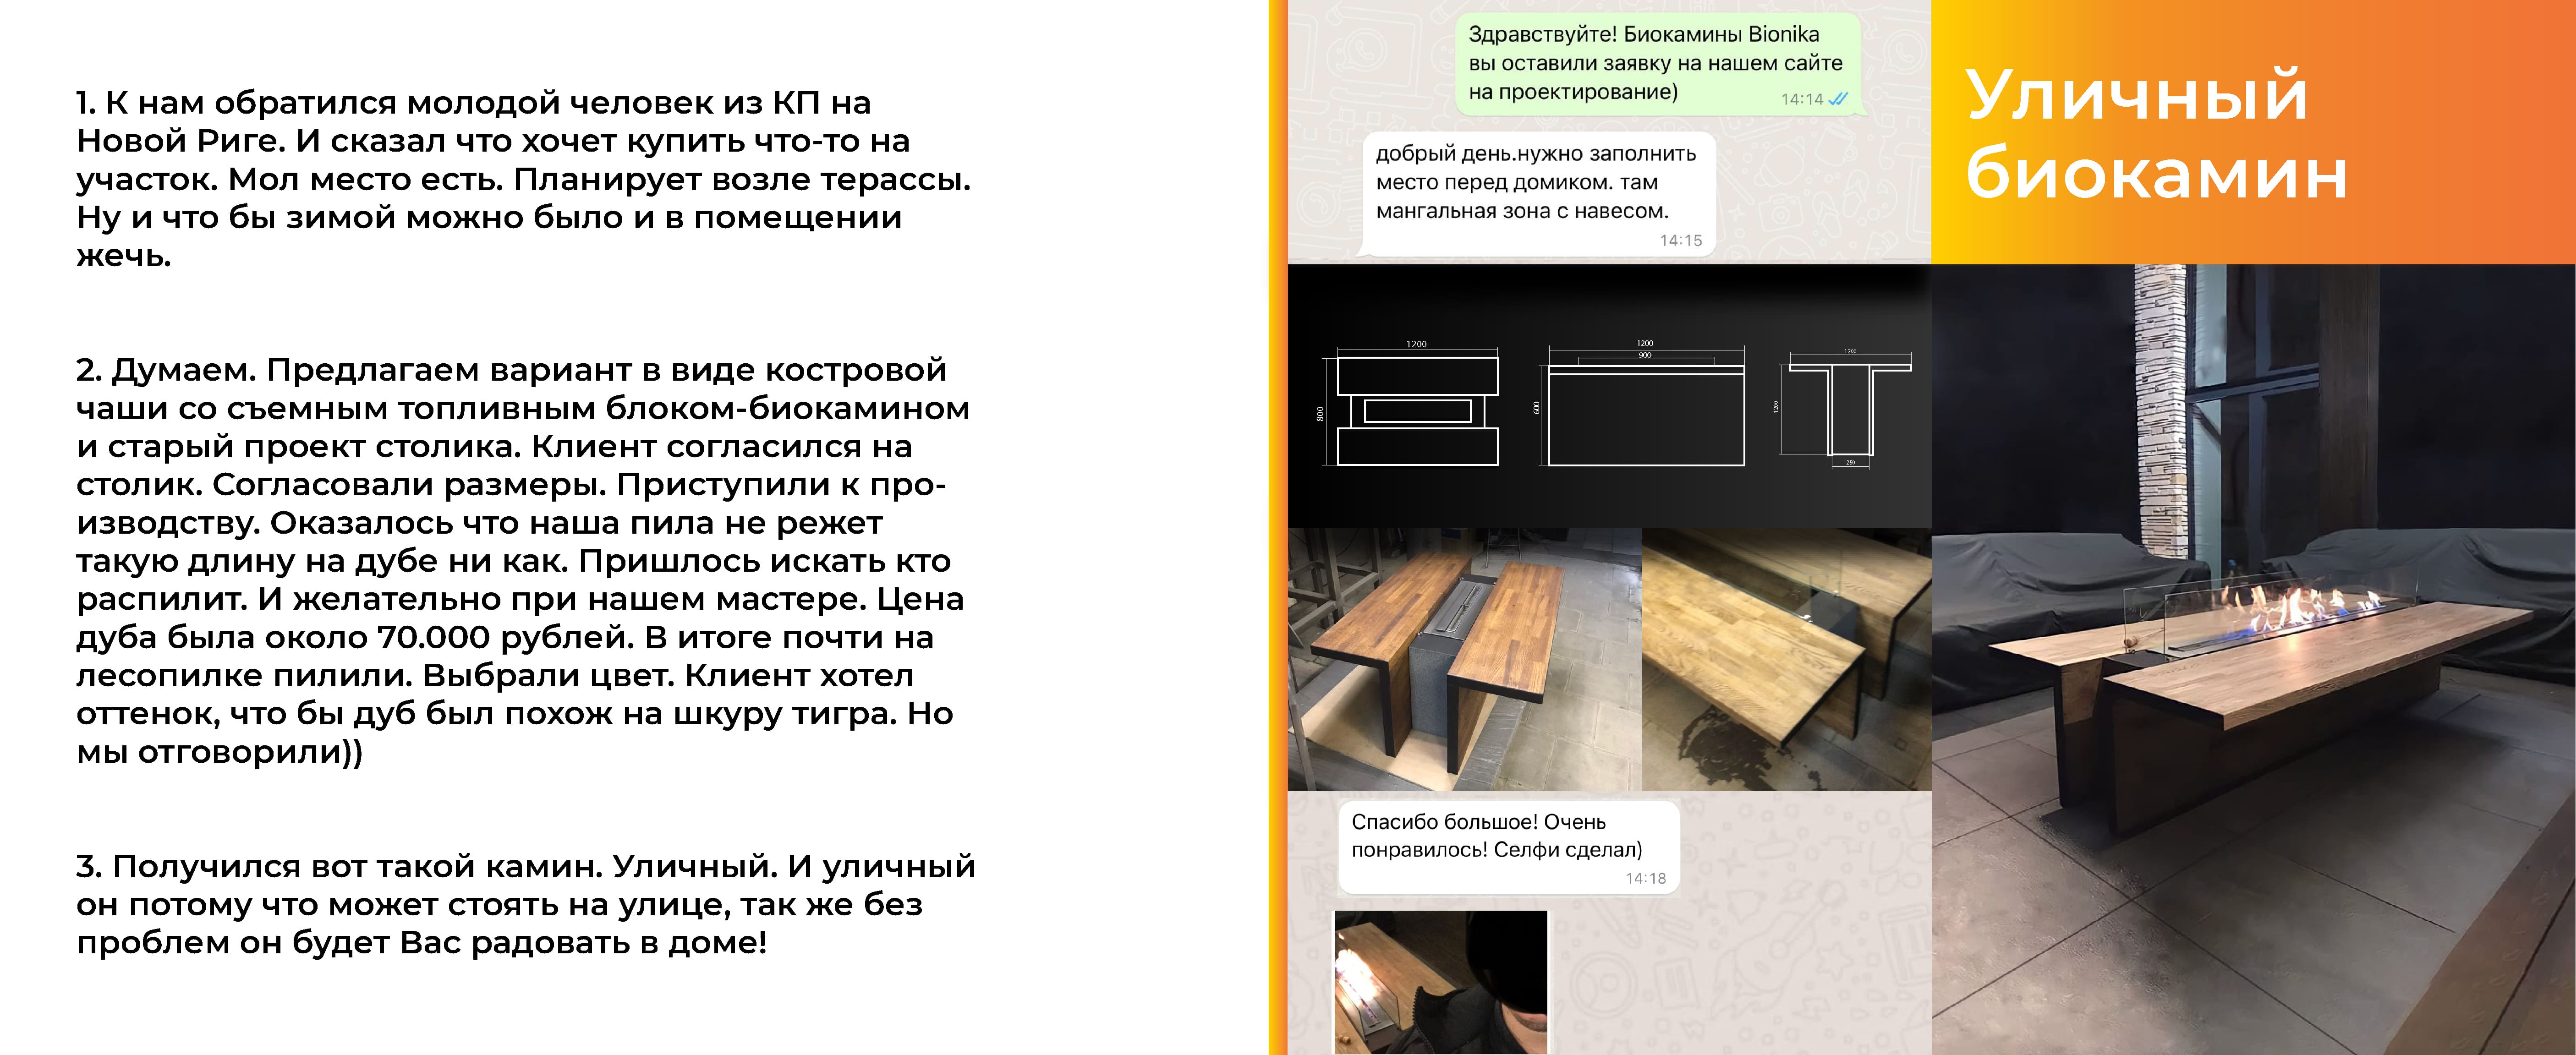 1. К нам обратился молодой человек из КП на
Новой Риге. И сказал что хочет купить что-то на
участок. Мол место есть. Планирует возле терассы.
Ну и что бы зимой можно было и в помещении
жечь.
2. Думаем. Предлагаем вариант в виде костровой
чаши со съемным топливным блоком-биокамином
и старый проект столика. Клиент согласился на
столик. Согласовали размеры. Приступили к про-
изводству. Оказалось что наша пила не режет
такую длину на дубе ни как. Пришлось искать кто
распилит. И желательно при нашем мастере. Цена
дуба была около 70.000 рублей. В итоге почти на
лесопилке пилили. Выбрали цвет. Клиент хотел
оттенок, что бы дуб был похож на шкуру тигра. Но
мы отговорили))
3. Получился вот такой камин. Уличный. И уличный
он потому что может стоять на улице, так же без
проблем он будет Вас радовать в доме!
Здравствуйте! Биокамины Bionika
вы оставили заявку на нашем сайте
на проектирование)
14:14
добрый день.нужно заполнить
место перед домиком. там
мангальная зона с навесом.
14:15
1200
800
1200
900
600
1200
1200
250
Спасибо большое! Очень
понравилось! Селфи сделал)
14:18
Уличный
биокамин